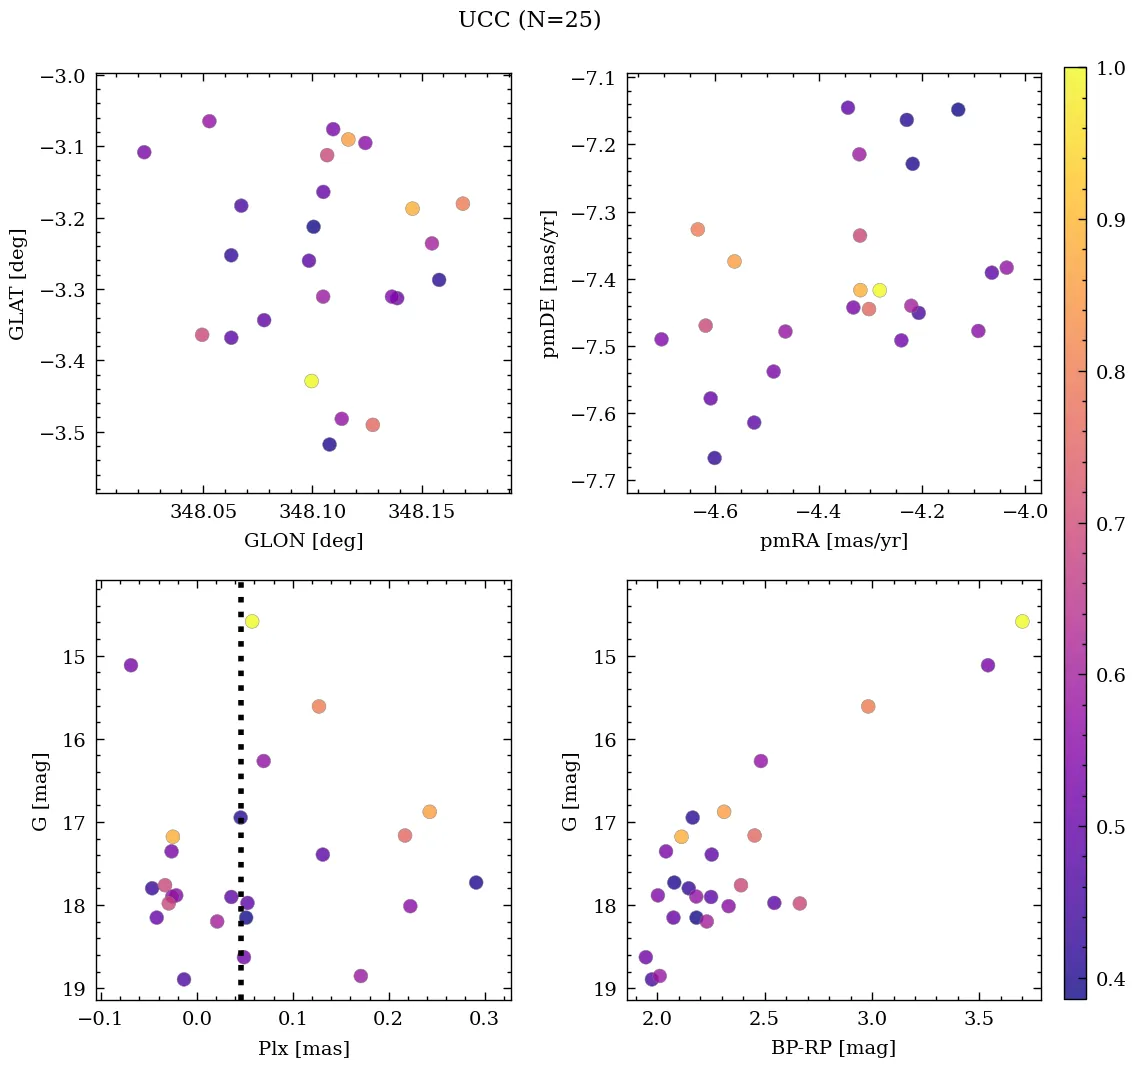 UCC (N=25)
−3.0
−3.1
−3.2
−3.3
−3.4
−3.5
GLAT [deg]
348.05 348.10 348.15
GLON [deg]
−7.1
−7.2
−7.3
−7.4
−7.5
−7.6
−7.7
pmDE [mas/yr]
−4.6 −4.4 −4.2 −4.0
pmRA [mas/yr]
15
16
17
18
19
G [mag]
−0.1 0.0 0.1 0.2 0.3
Plx [mas]
15
16
17
18
19
G [mag]
2.0 2.5 3.0 3.5
BP-RP [mag]
1.0
0.9
0.8
0.7
0.6
0.5
0.4